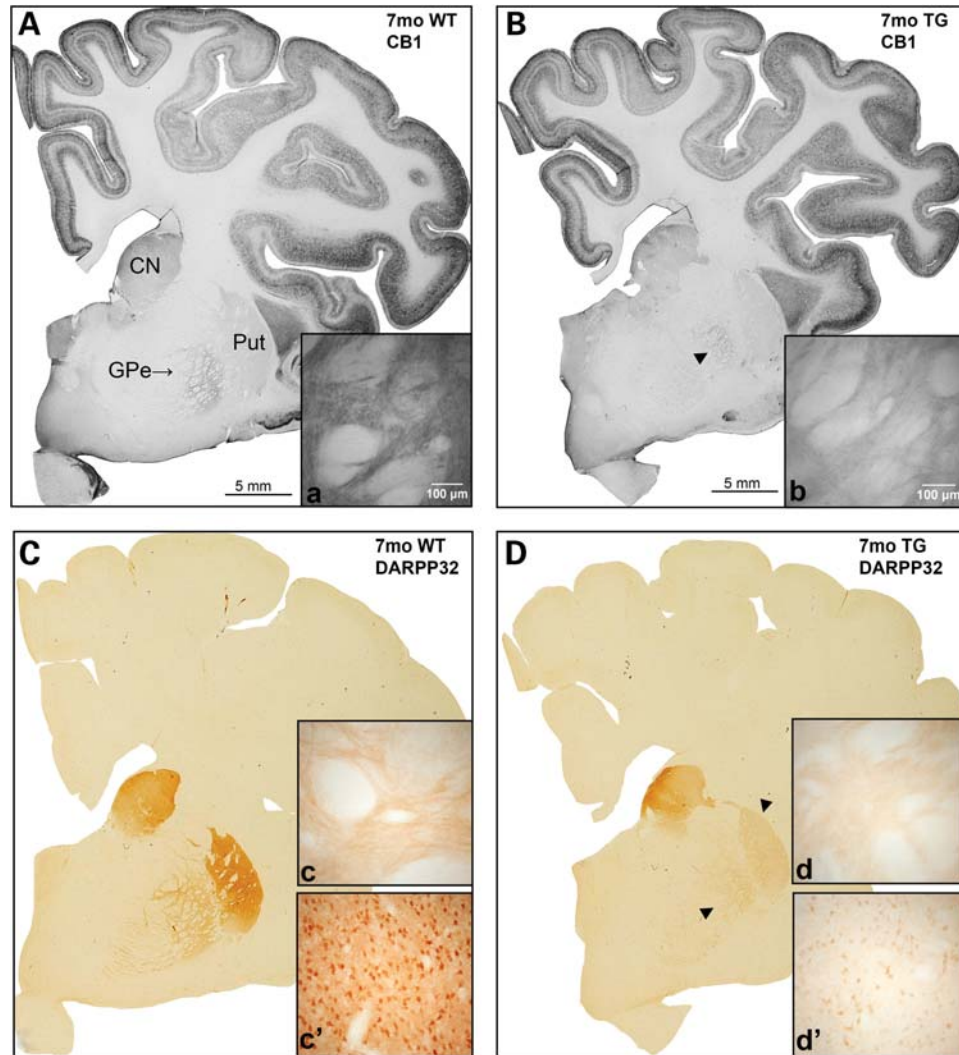 A
7mo WT
CB1
CN
Put
GPe→
5 mm
a
100 µm
B
7mo TG
CB1
5 mm
b
100 µm
C
7mo WT
DARPP32
c
c'
D
7mo TG
DARPP32
d
d'